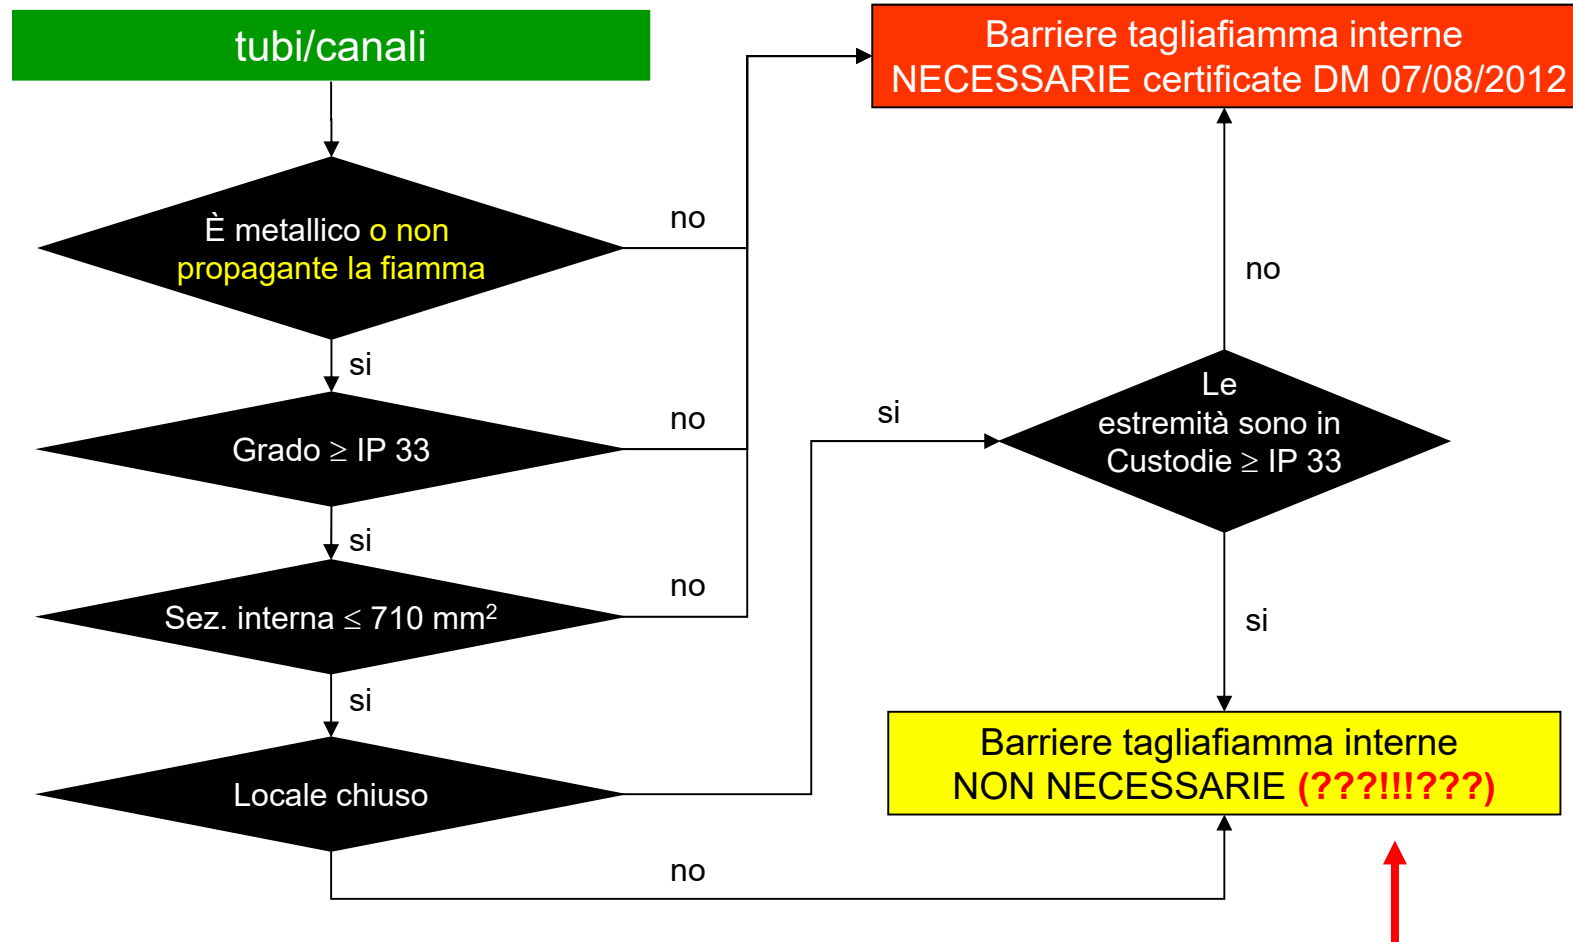 tubi/canali
Barriere tagliafiamma interne
NECESSARIE certificate DM 07/08/2012
È metallico o non
propagante la fiamma
no
si
no
Grado ≥ IP 33
no
si
Le
estremità sono in
Custodie ≥ IP 33
si
Sez. interna ≤ 710 mm²
no
si
si
Locale chiuso
Barriere tagliafiamma interne
NON NECESSARIE (???!!!???)
no